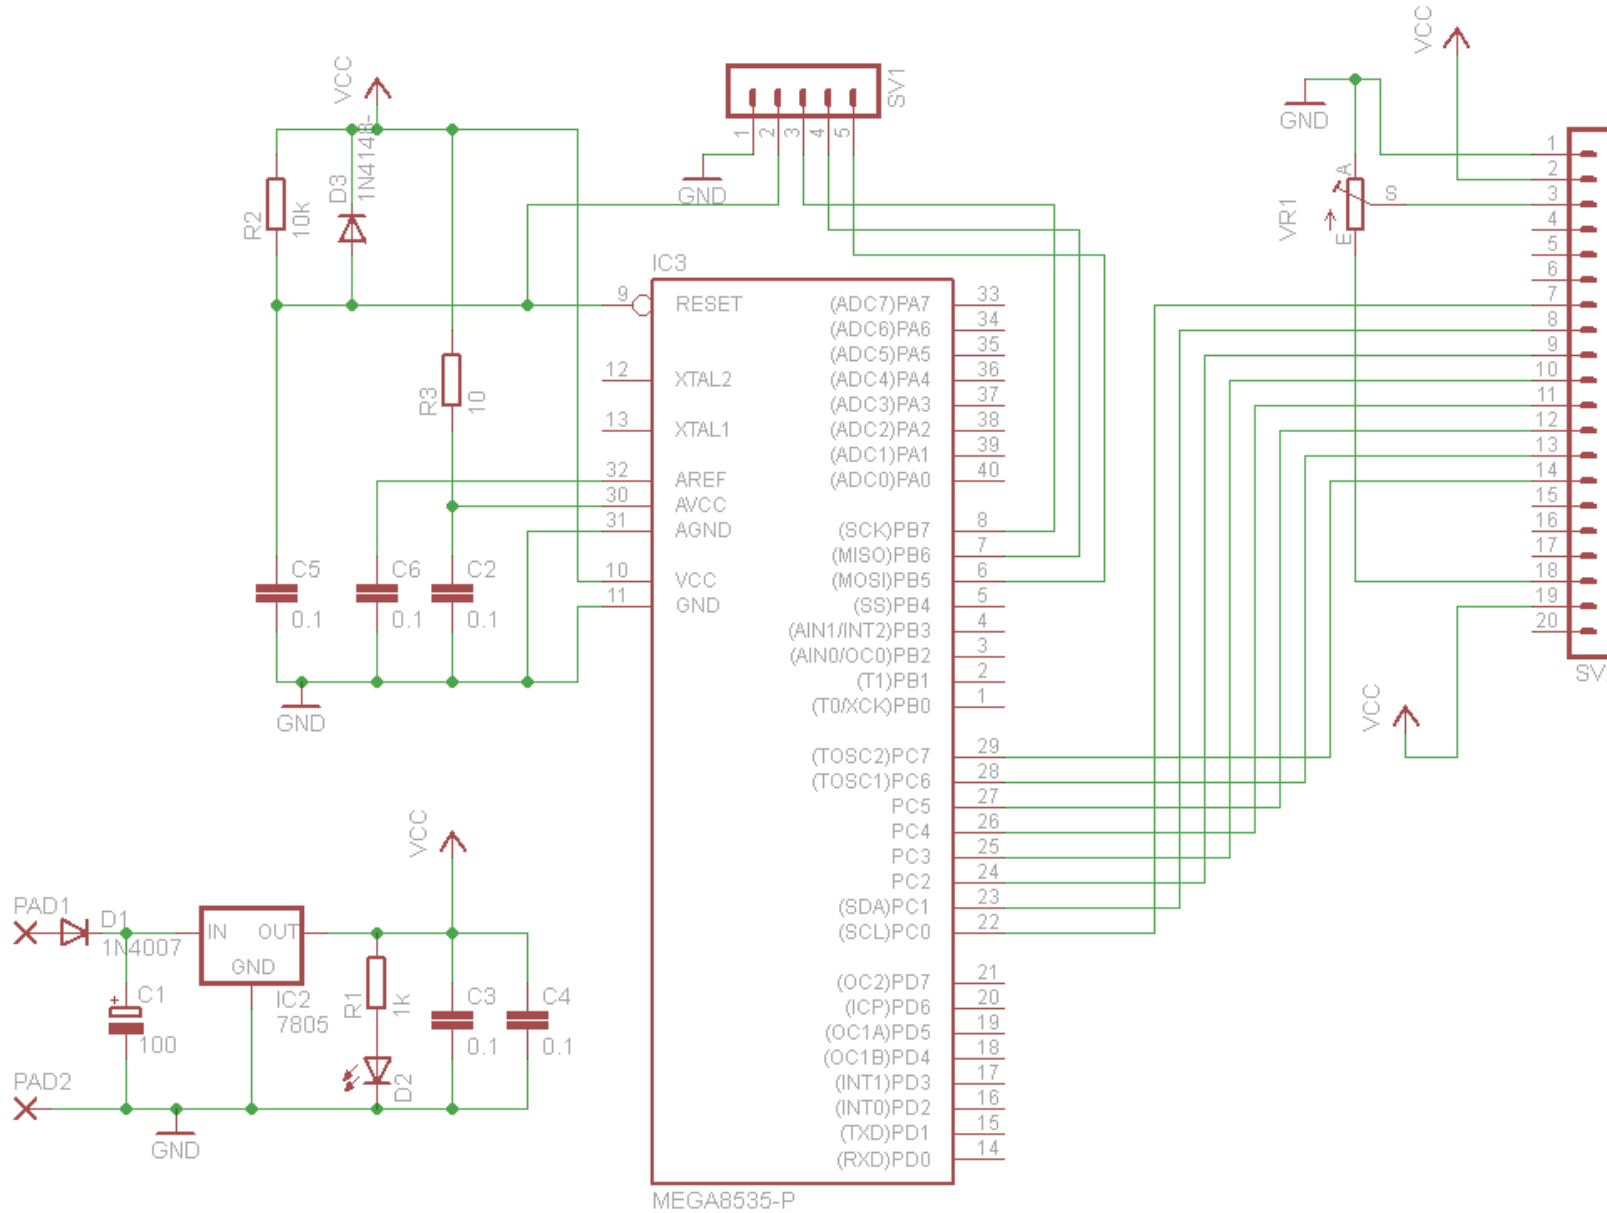 VCC
VCC
SV1
1N4148-
D3
R2
10k
1
2
3
4
5
GND
GND
VR1
A
S
E
1
2
3
4
5
6
7
8
9
10
11
12
13
14
15
16
17
18
19
20
SV
VCC
IC3
9 RESET
12 XTAL2
13 XTAL1
32 AREF
30 AVCC
31 AGND
10 VCC
11 GND
R3
10
C5
0.1
C6
0.1
C2
0.1
GND
(ADC7)PA7 33
(ADC6)PA6 34
(ADC5)PA5 35
(ADC4)PA4 36
(ADC3)PA3 37
(ADC2)PA2 38
(ADC1)PA1 39
(ADC0)PA0 40
(SCK)PB7 8
(MISO)PB6 7
(MOSI)PB5 6
(SS)PB4 5
(AIN1/INT2)PB3 4
(AIN0/OC0)PB2 3
(T1)PB1 2
(T0/XCK)PB0 1
(TOSC2)PC7 29
(TOSC1)PC6 28
PC5 27
PC4 26
PC3 25
PC2 24
(SDA)PC1 23
(SCL)PC0 22
(OC2)PD7 21
(ICP)PD6 20
(OC1A)PD5 19
(OC1B)PD4 18
(INT1)PD3 17
(INT0)PD2 16
(TXD)PD1 15
(RXD)PD0 14
MEGA8535-P
VCC
PAD1
D1
1N4007
IN OUT
GND
IC2
7805
C1
+
100
R1
1k
D2
C3
0.1
C4
0.1
PAD2
GND